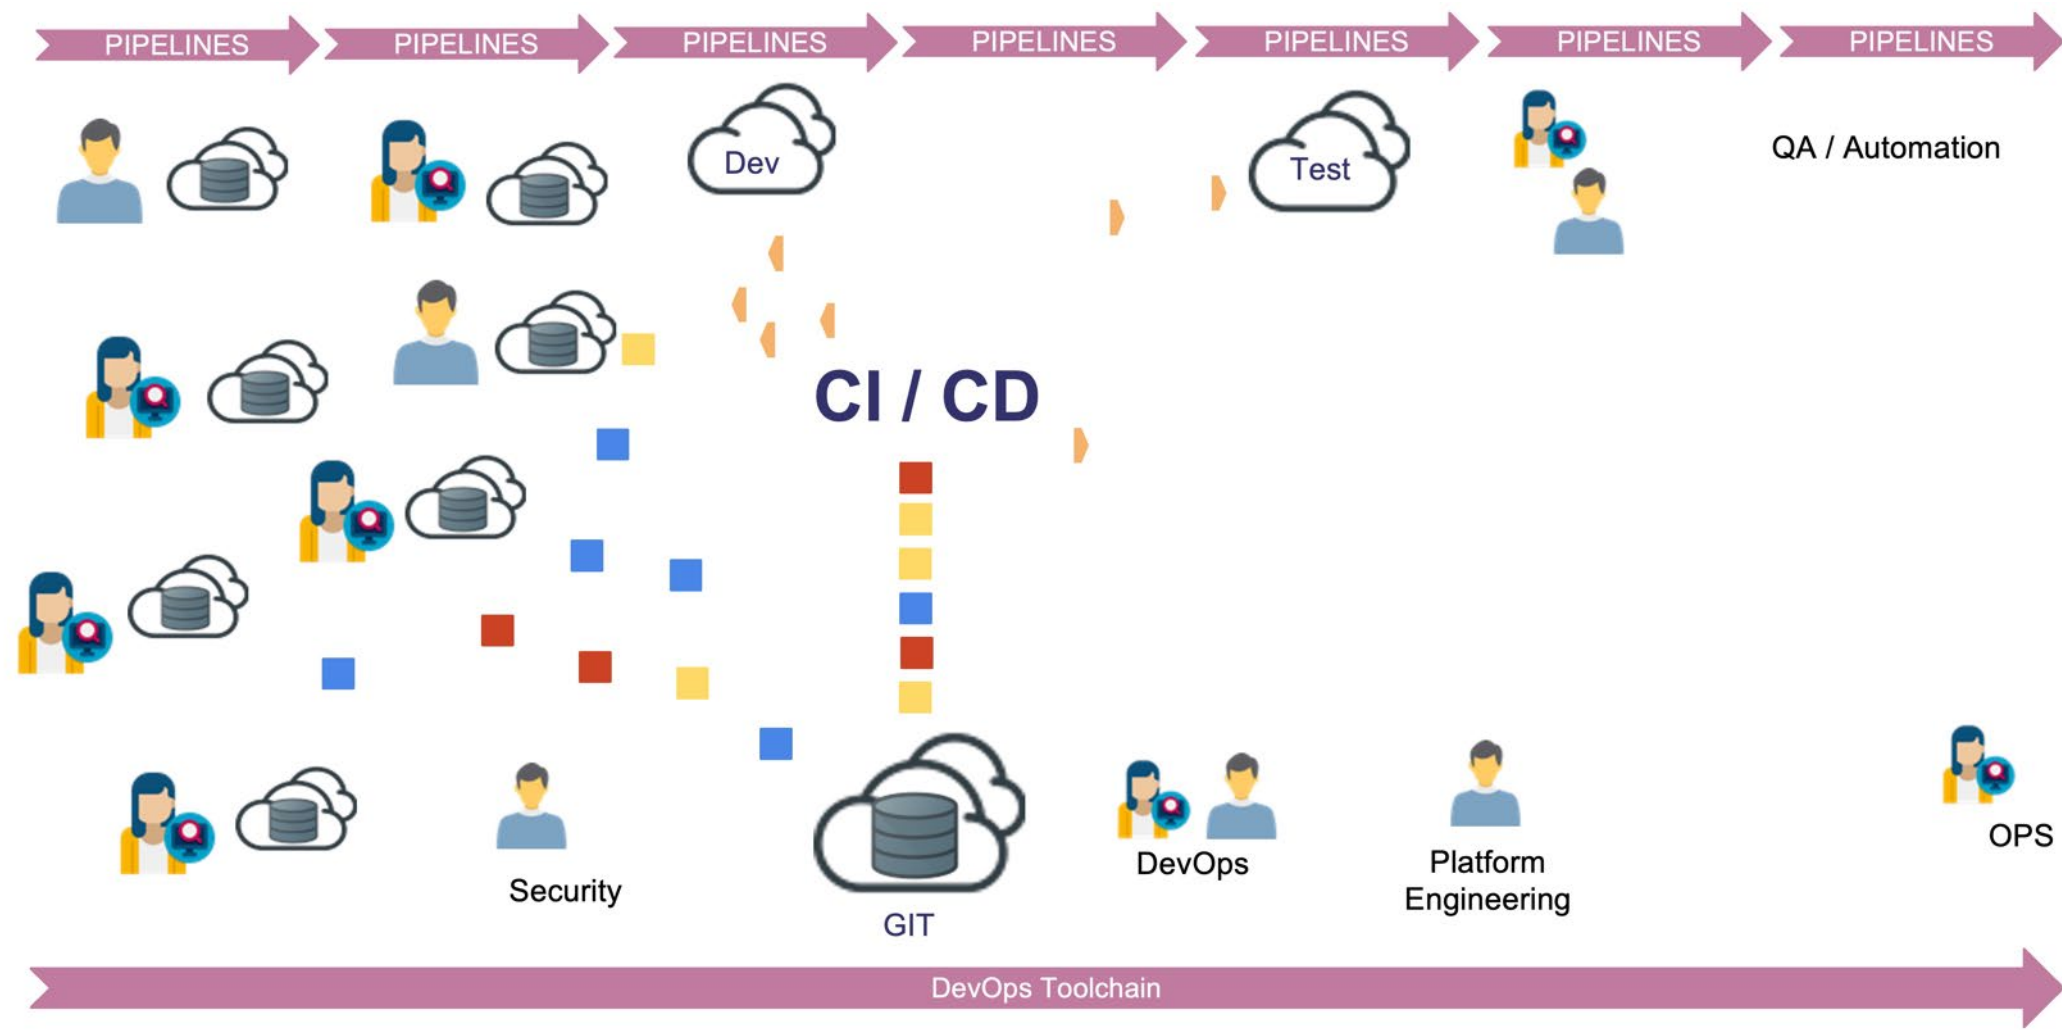 PIPELINES
PIPELINES
PIPELINES
PIPELINES
PIPELINES
PIPELINES
PIPELINES
Dev
Test
QA / Automation
CI / CD
Security
GIT
DevOps
Platform
Engineering
OPS
DevOps Toolchain